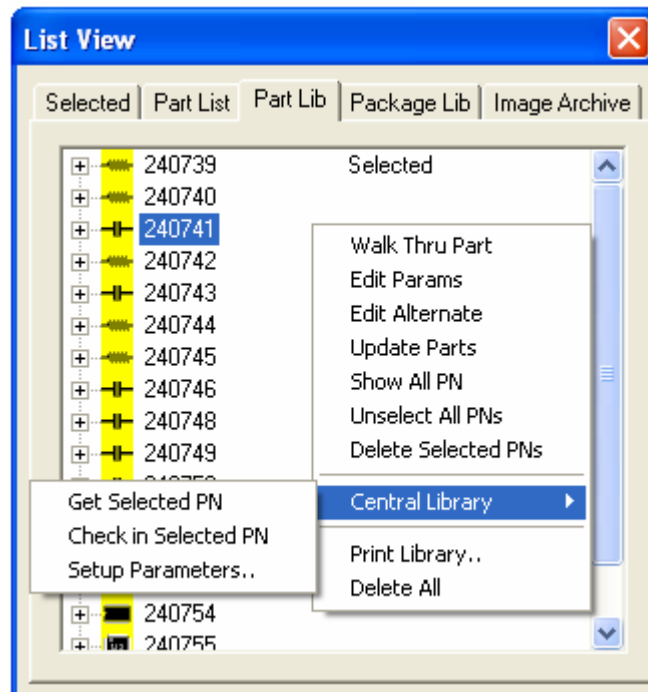 List View
Selected Part List Part Lib Package Lib Image Archive
240739 Selected
240740
240741
240742
240743
240744
240745
240746
240748
240749
Walk Thru Part
Edit Params
Edit Alternate
Update Parts
Show All PN
Unselect All PNs
Delete Selected PNs
Central Library
Print Library..
Delete All
Get Selected PN
Check in Selected PN
Setup Parameters..
240754
240755